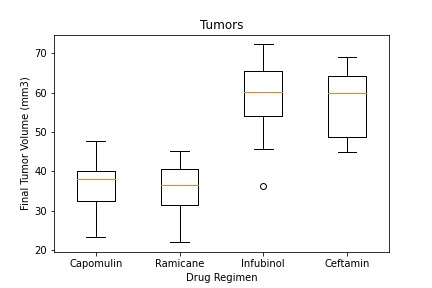 Tumors
Final Tumor Volume (mm3)
70
60
50
40
30
20
Capomulin Ramicane Infubinol Ceftamin
Drug Regimen